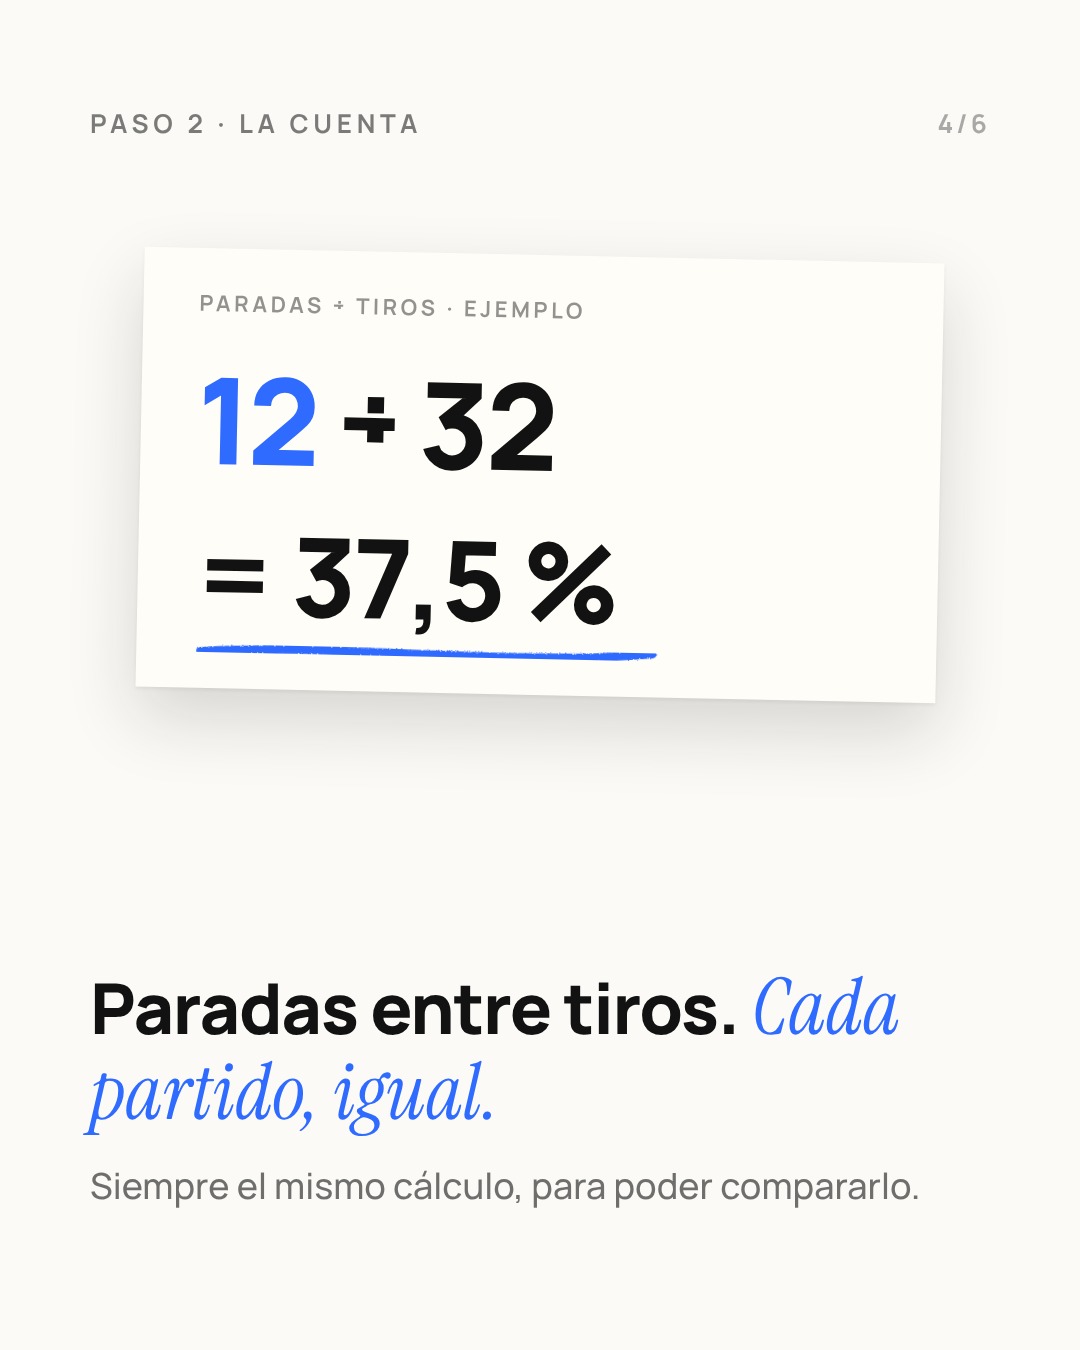 PASO 2 · LA CUENTA
4/6
PARADAS ÷ TIROS · EJEMPLO
12 ÷ 32
= 37,5 %
Paradas entre tiros. Cada
partido, igual.
Siempre el mismo cálculo, para poder compararlo.